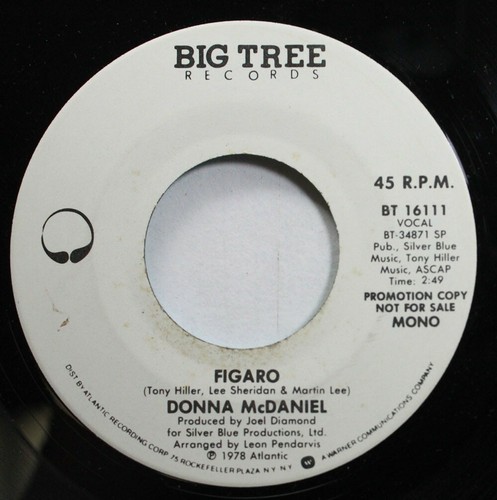 BIG TREE
RECORDS
45 R.P.M.
BT 16111
VOCAL
BT-34871 SP
Pub., Silver Blue
Music, Tony Hiller
Music, ASCAP
Time: 2:49
PROMOTION COPY
NOT FOR SALE
MONO
FIGARO
(Tony Hiller, Lee Sheridan & Martin Lee)
DONNA McDANIEL
Produced by Joel Diamond
for Silver Blue Productions, Ltd.
Arranged by Leon Pendarvis
℗ 1978 Atlantic
DIST BY ATLANTIC RECORDING CORP 75 ROCKEFELLER PLAZA N Y N Y W A WARNER COMMUNICATIONS COMPANY